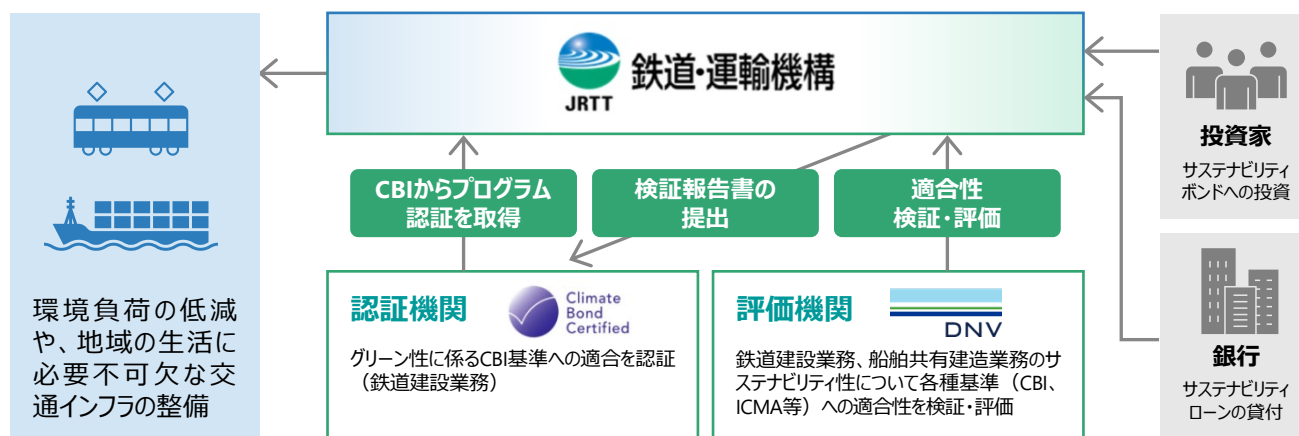 JRTT
鉄道・運輸機構
環境負荷の低減
や、地域の生活に
必要不可欠な交
通インフラの整備
CBIからプログラム
認証を取得
検証報告書の
提出
適合性
検証・評価
認証機関
Climate
Bond
Certified
グリーン性に係るCBI基準への適合を認証
（鉄道建設業務）
評価機関
DNV
鉄道建設業務、船舶共有建造業務のサ
ステナビリティ性について各種基準（CBI、
ICMA等）への適合性を検証・評価
投資家
サステナビリティ
ボンドへの投資
銀行
サステナビリティ
ローンの貸付